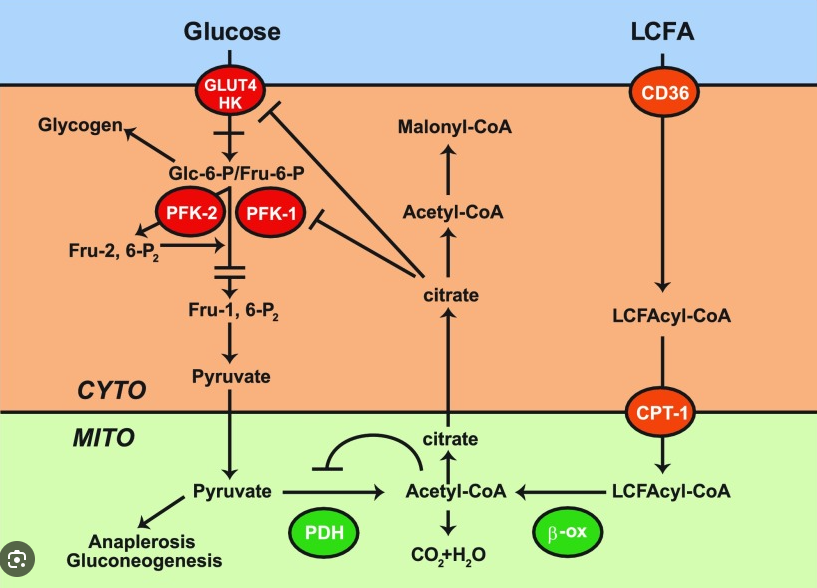 Glucose
LCFA
GLUT4
HK
CD36
Glycogen
Malonyl-CoA
Glc-6-P/Fru-6-P
PFK-2
PFK-1
Acetyl-CoA
Fru-2, 6-P₂
citrate
Fru-1, 6-P₂
LCFAcyl-CoA
Pyruvate
CYTO
CPT-1
MITO
citrate
Pyruvate
Acetyl-CoA
LCFAcyl-CoA
PDH
β-ox
Anaplerosis
Gluconeogenesis
CO₂+H₂O